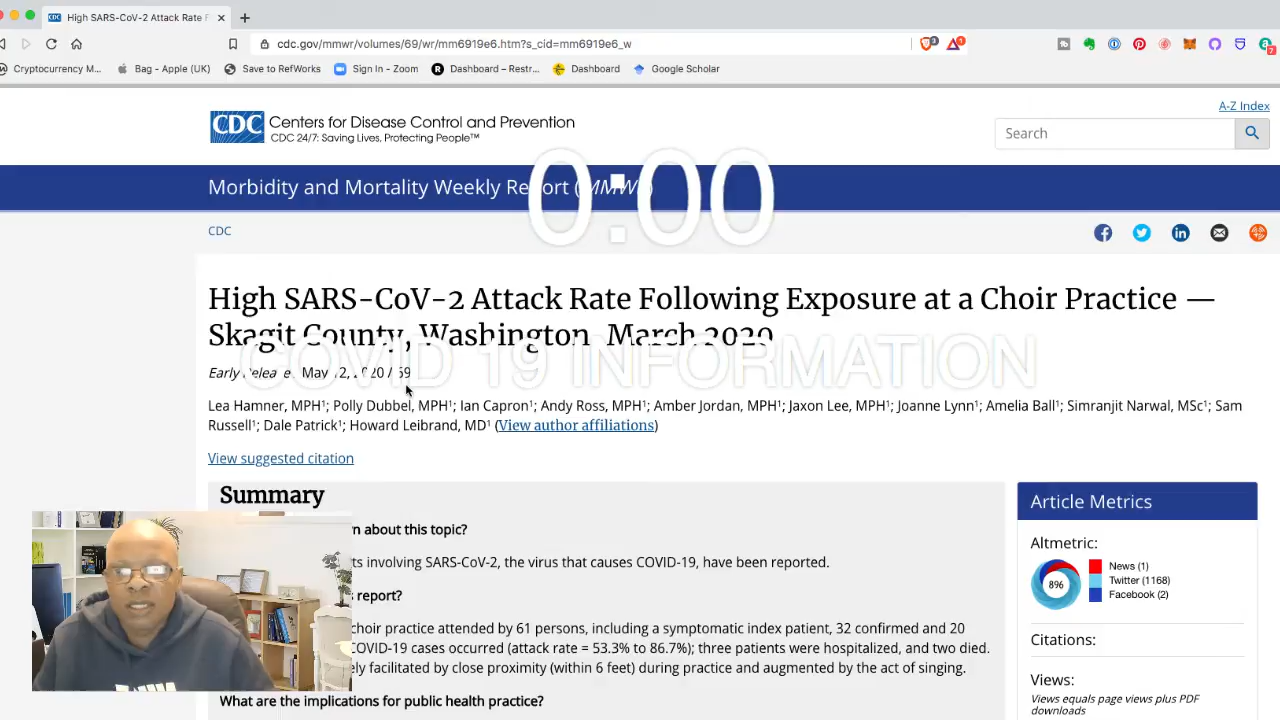 High SARS-CoV-2 Attack Rate F
cdc.gov/mmwr/volumes/69/wr/mm6919e6.htm?s_cid=mm6919e6_w
3
1
7
Cryptocurrency M...
Bag - Apple (UK)
Save to RefWorks
Sign In - Zoom
Dashboard – Restr...
Dashboard
Google Scholar
A-Z Index
CDC Centers for Disease Control and Prevention
CDC 24/7: Saving Lives, Protecting People™
Search
Morbidity and Mortality Weekly Report (MMWR)
0:00
CDC
High SARS-CoV-2 Attack Rate Following Exposure at a Choir Practice —
Skagit County, Washington, March 2020
COVID 19 INFORMATION
Early Release / May 12, 2020 / 69
Lea Hamner, MPH¹; Polly Dubbel, MPH¹; Ian Capron¹; Andy Ross, MPH¹; Amber Jordan, MPH¹; Jaxon Lee, MPH¹; Joanne Lynn¹; Amelia Ball¹; Simranjit Narwal, MSc¹; Sam
Russell¹; Dale Patrick¹; Howard Leibrand, MD¹ (View author affiliations)
View suggested citation
Summary
n about this topic?
ts involving SARS-CoV-2, the virus that causes COVID-19, have been reported.
s report?
choir practice attended by 61 persons, including a symptomatic index patient, 32 confirmed and 20
COVID-19 cases occurred (attack rate = 53.3% to 86.7%); three patients were hospitalized, and two died.
ely facilitated by close proximity (within 6 feet) during practice and augmented by the act of singing.
What are the implications for public health practice?
Article Metrics
Altmetric:
896
News (1)
Twitter (1168)
Facebook (2)
Citations:
Views:
Views equals page views plus PDF
downloads